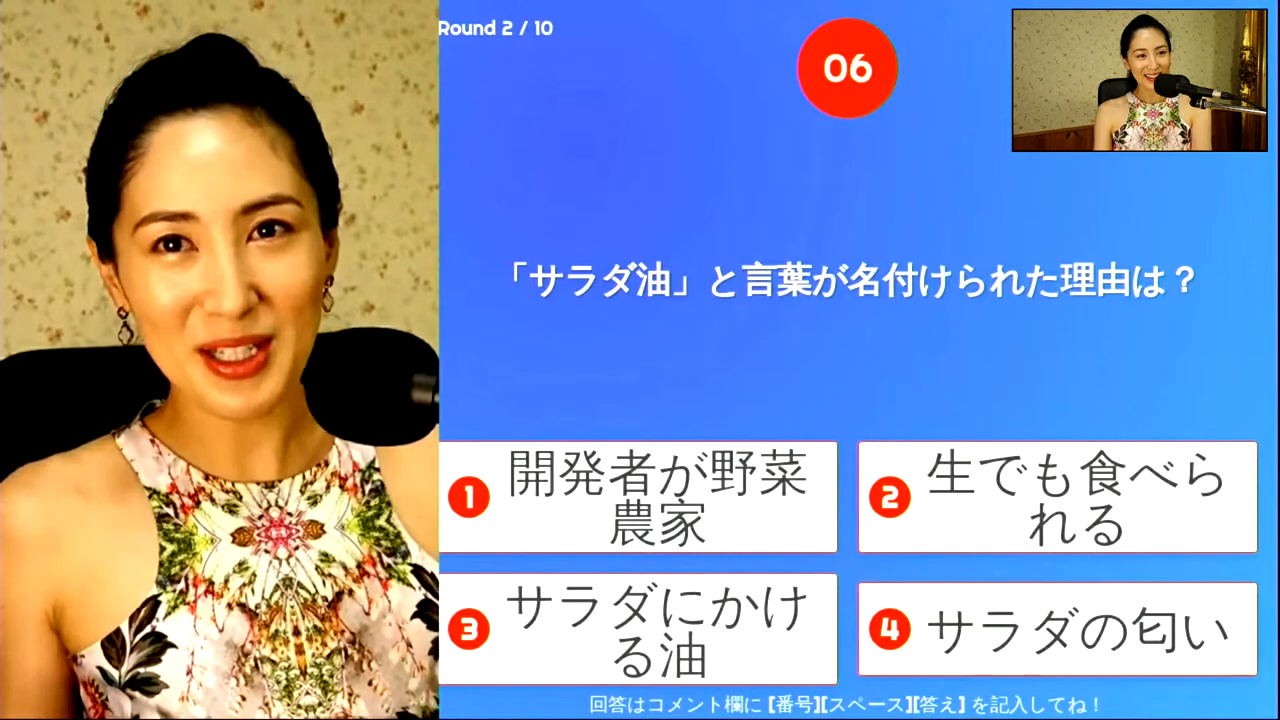 Round 2 / 10
06
「サラダ油」と言葉が名付けられた理由は？
1 開発者が野菜
農家
2 生でも食べら
れる
3 サラダにかけ
る油
4 サラダの匂い
回答はコメント欄に [番号][スペース][答え] を記入してね！